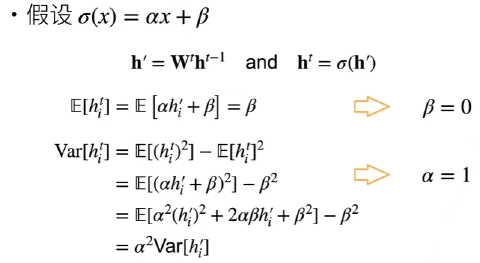 • 假设 σ(x) = αx + β
h′ = Wᵗhᵗ⁻¹ and hᵗ = σ(h′)
𝔼[hᵢᵗ] = 𝔼[αhᵢ′ + β] = β ⇨ β = 0
Var[hᵢᵗ] = 𝔼[(hᵢᵗ)²] − 𝔼[hᵢᵗ]²
= 𝔼[(αhᵢ′ + β)²] − β² ⇨ α = 1
= 𝔼[α²(hᵢ′)² + 2αβhᵢ′ + β²] − β²
= α²Var[hᵢ′]